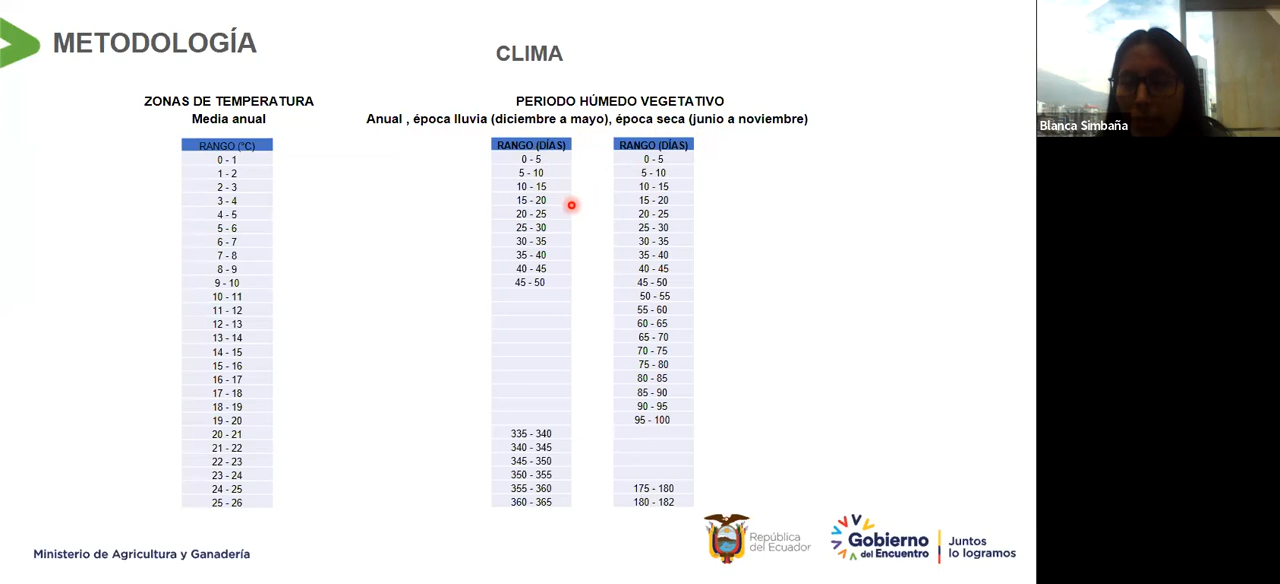 METODOLOGÍA
CLIMA
ZONAS DE TEMPERATURA
Media anual
RANGO (°C)
0 - 1
1 - 2
2 - 3
3 - 4
4 - 5
5 - 6
6 - 7
7 - 8
8 - 9
9 - 10
10 - 11
11 - 12
12 - 13
13 - 14
14 - 15
15 - 16
16 - 17
17 - 18
18 - 19
19 - 20
20 - 21
21 - 22
22 - 23
23 - 24
24 - 25
25 - 26
PERIODO HÚMEDO VEGETATIVO
Anual , época lluvia (diciembre a mayo), época seca (junio a noviembre)
RANGO (DÍAS)
0 - 5
5 - 10
10 - 15
15 - 20
20 - 25
25 - 30
30 - 35
35 - 40
40 - 45
45 - 50
335 - 340
340 - 345
345 - 350
350 - 355
355 - 360
360 - 365
RANGO (DÍAS)
0 - 5
5 - 10
10 - 15
15 - 20
20 - 25
25 - 30
30 - 35
35 - 40
40 - 45
45 - 50
50 - 55
55 - 60
60 - 65
65 - 70
70 - 75
75 - 80
80 - 85
85 - 90
90 - 95
95 - 100
175 - 180
180 - 182
Blanca Simbaña
Ministerio de Agricultura y Ganadería
República
del Ecuador
Gobierno
del Encuentro
Juntos
lo logramos